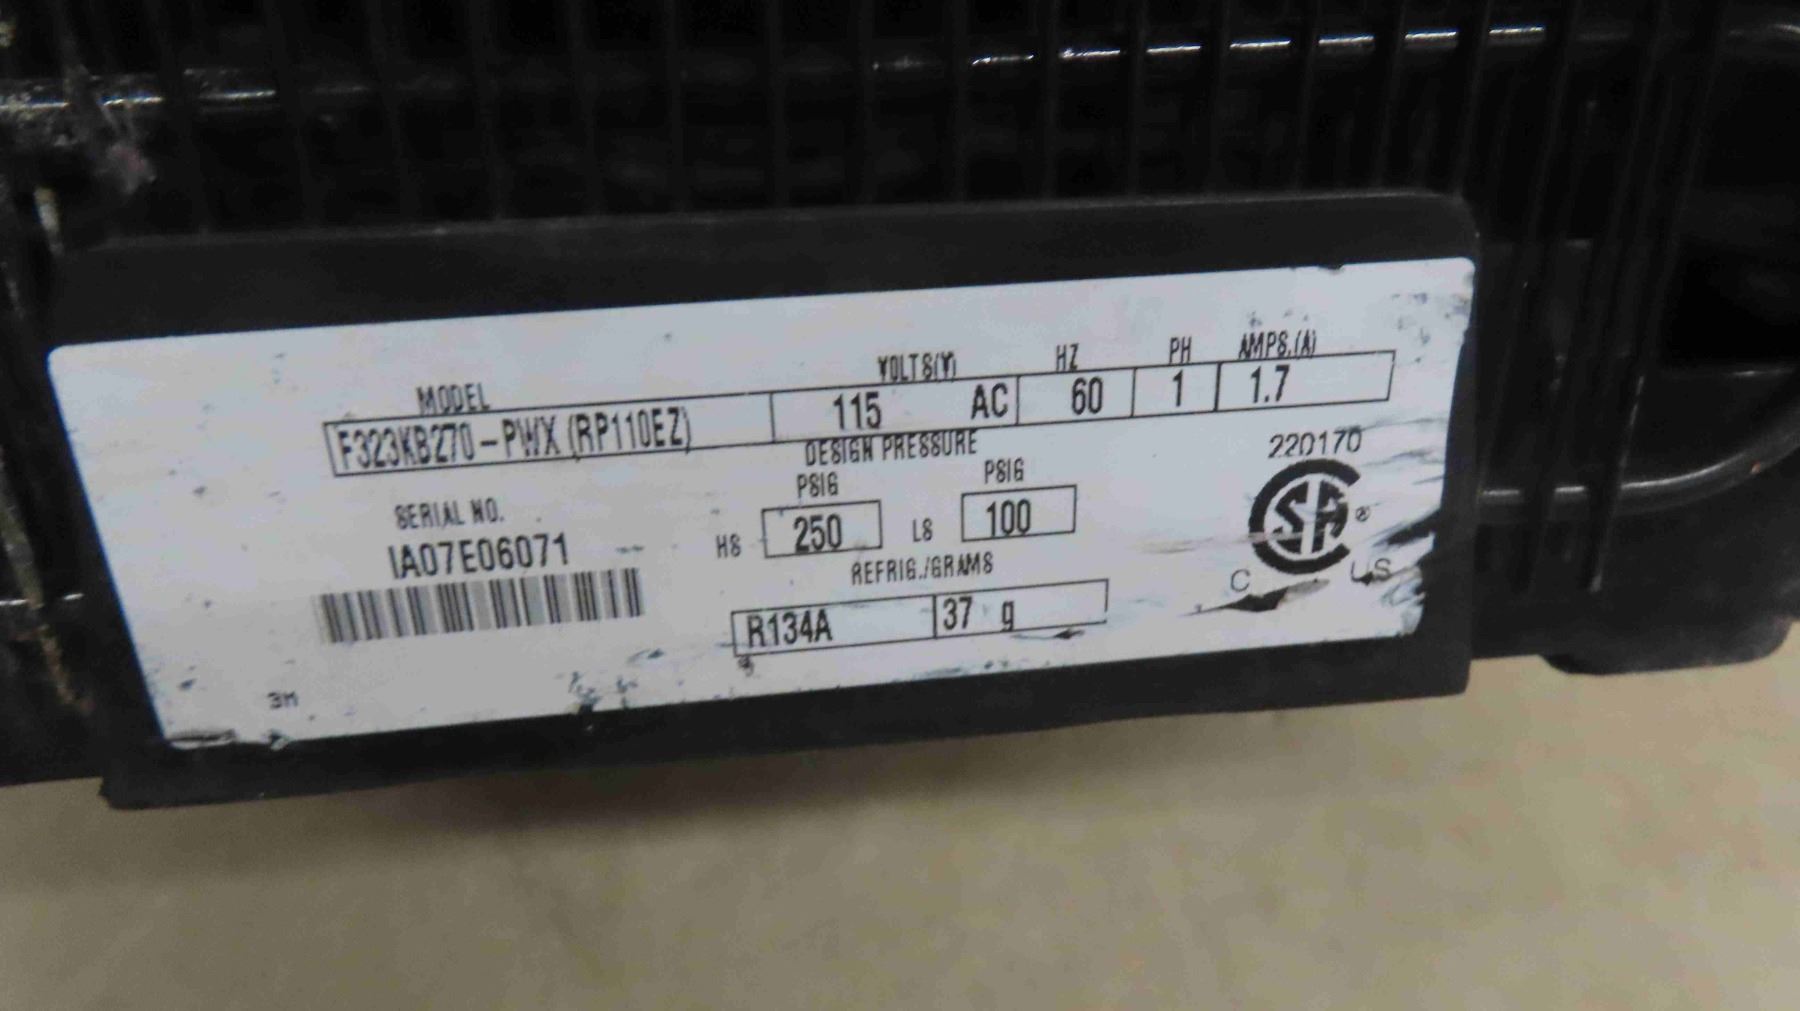 MODEL VOLTS(V) HZ PH AMPS.(A)
F323KB270-PWX (RP110EZ) 115 AC 60 1 1.7
DESIGN PRESSURE 220170
SERIAL NO. PSIG PSIG
IA07E06071 HS 250 LS 100 SA ®
REFRIG./GRAMS C US
R134A 37 g
3M